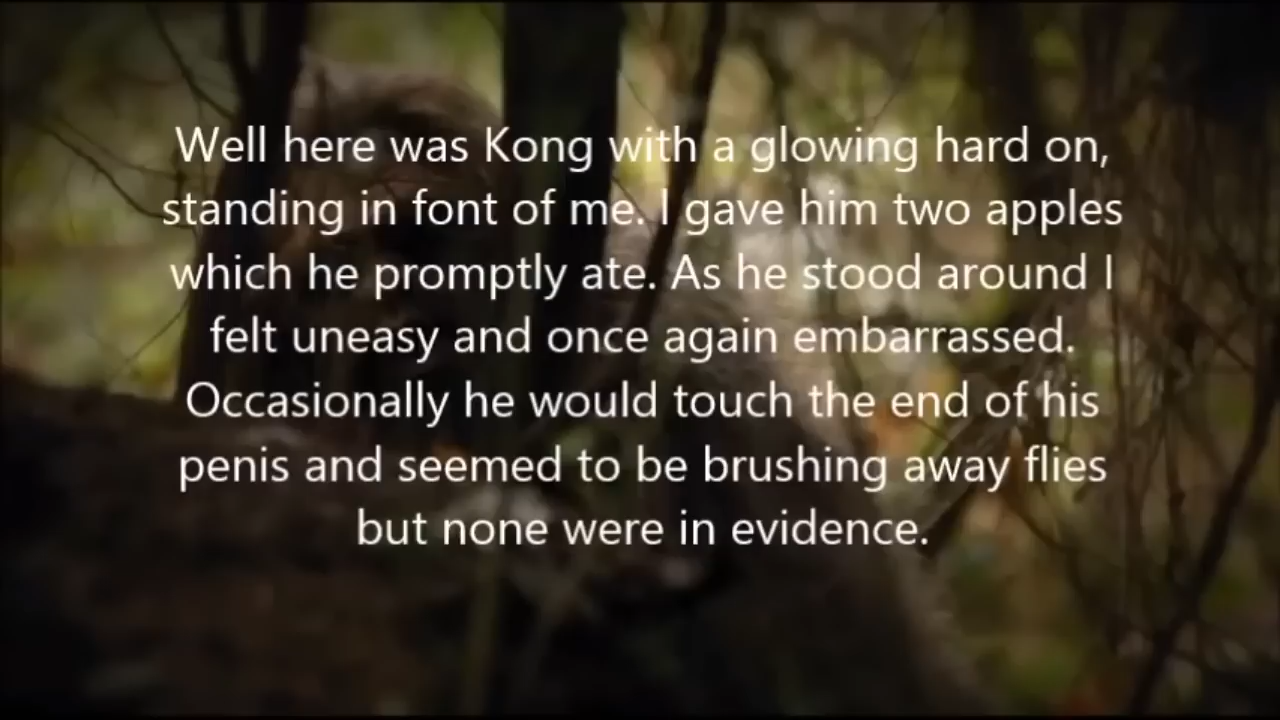 Well here was Kong with a glowing hard on,
standing in font of me. I gave him two apples
which he promptly ate. As he stood around I
felt uneasy and once again embarrassed.
Occasionally he would touch the end of his
penis and seemed to be brushing away flies
but none were in evidence.